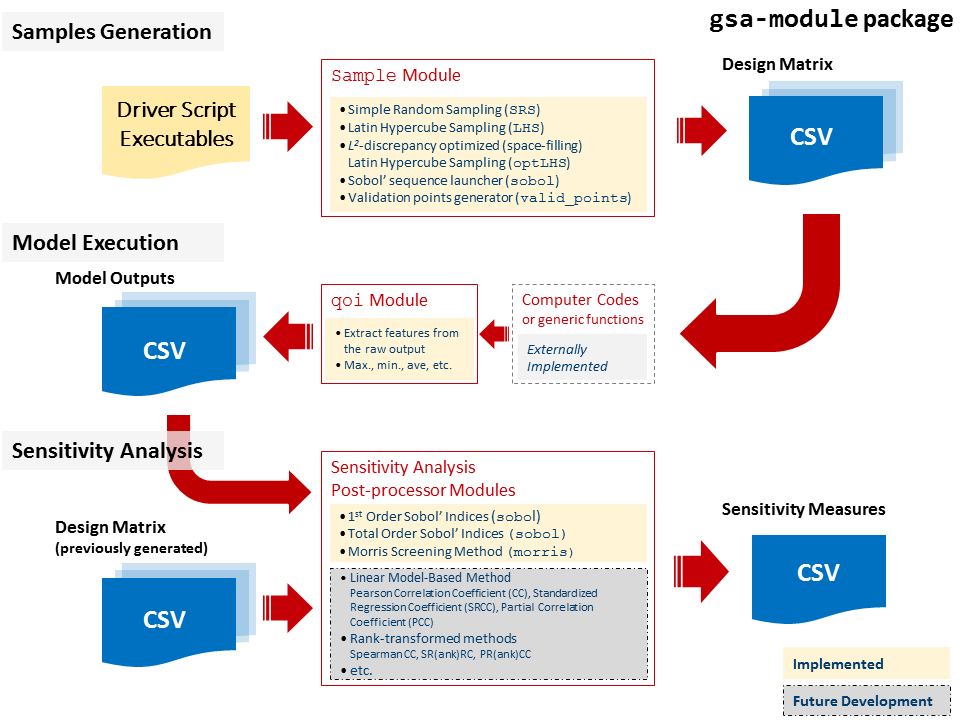 Samples Generation
gsa-module package
Driver Script
Executables
Sample Module
• Simple Random Sampling (SRS)
• Latin Hypercube Sampling (LHS)
• L²-discrepancy optimized (space-filling)
Latin Hypercube Sampling (optLHS)
• Sobol’ sequence launcher (sobol)
• Validation points generator (valid_points)
Design Matrix
CSV
Model Execution
Model Outputs
CSV
qoi Module
• Extract features from
the raw output
• Max., min., ave, etc.
Computer Codes
or generic functions
Externally
Implemented
Sensitivity Analysis
Design Matrix
(previously generated)
CSV
Sensitivity Analysis
Post-processor Modules
• 1st Order Sobol’ Indices (sobol)
• Total Order Sobol’ Indices (sobol)
• Morris Screening Method (morris)
• Linear Model-Based Method
Pearson Correlation Coefficient (CC), Standardized
Regression Coefficient (SRCC), Partial Correlation
Coefficient (PCC)
• Rank-transformed methods
Spearman CC, SR(ank)RC, PR(ank)CC
• etc.
Sensitivity Measures
CSV
Implemented
Future Development